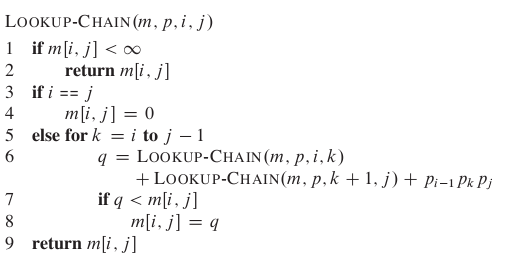 LOOKUP-CHAIN(m, p, i, j)
1 if m[i, j] < ∞
2 return m[i, j]
3 if i == j
4 m[i, j] = 0
5 else for k = i to j − 1
6 q = LOOKUP-CHAIN(m, p, i, k)
+ LOOKUP-CHAIN(m, p, k + 1, j) + p_{i−1} p_k p_j
7 if q < m[i, j]
8 m[i, j] = q
9 return m[i, j]